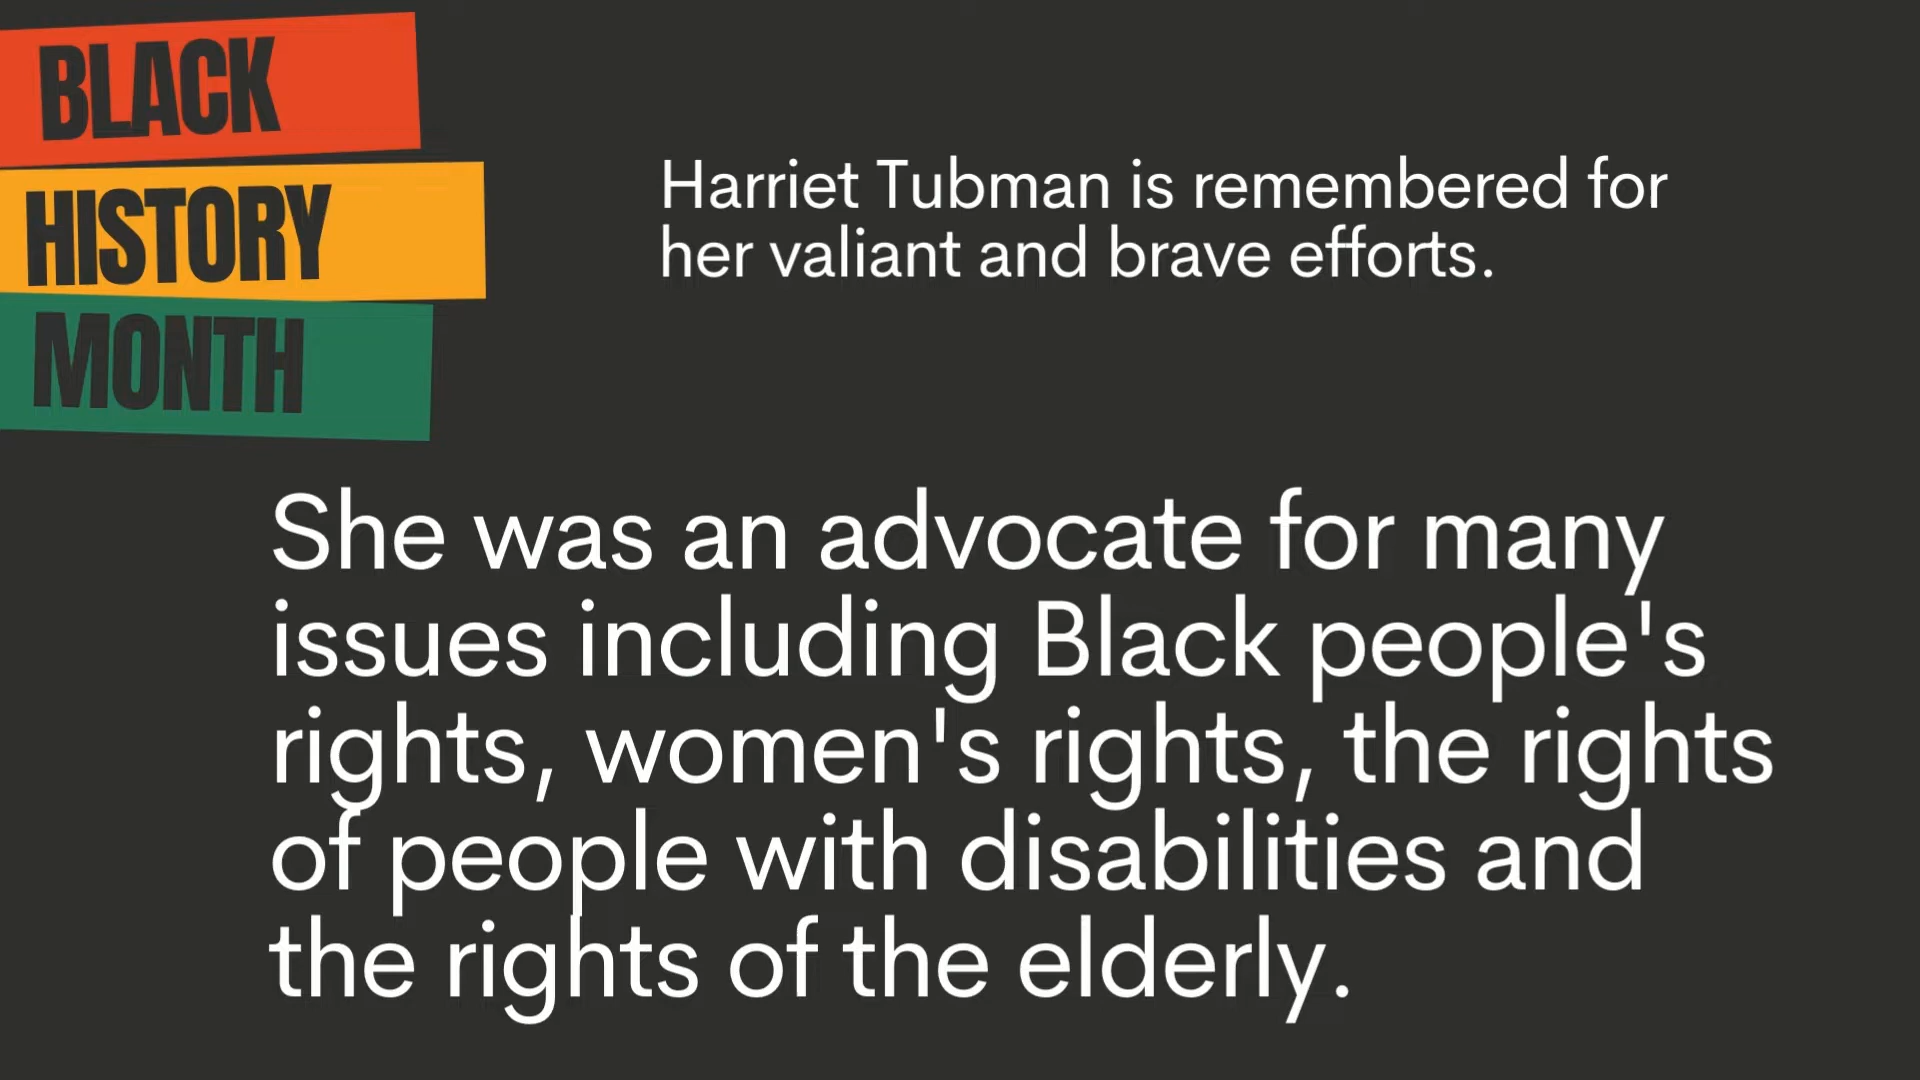 BLACK
HISTORY
MONTH
Harriet Tubman is remembered for
her valiant and brave efforts.
She was an advocate for many
issues including Black people's
rights, women's rights, the rights
of people with disabilities and
the rights of the elderly.